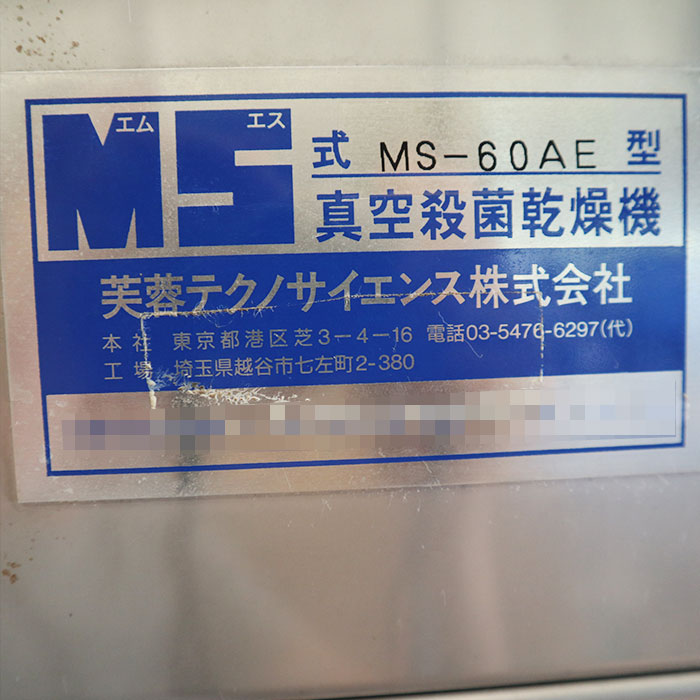 MS エム エス 式 MS-60AE 型
真空殺菌乾燥機
芙蓉テクノサイエンス株式会社
本社 東京都港区芝3-4-16 電話03-5476-6297(代)
工場 埼玉県越谷市七左町2-380